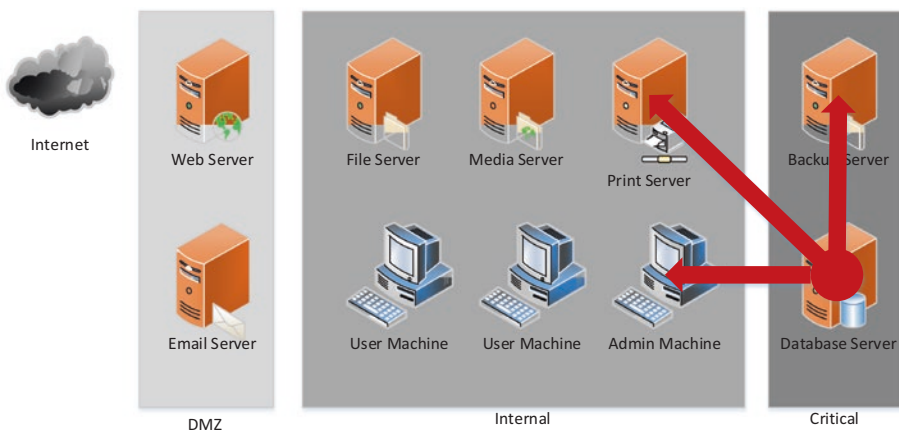 Internet
Web Server
File Server
Media Server
Print Server
Backup Server
Email Server
User Machine
User Machine
Admin Machine
Database Server
DMZ
Internal
Critical